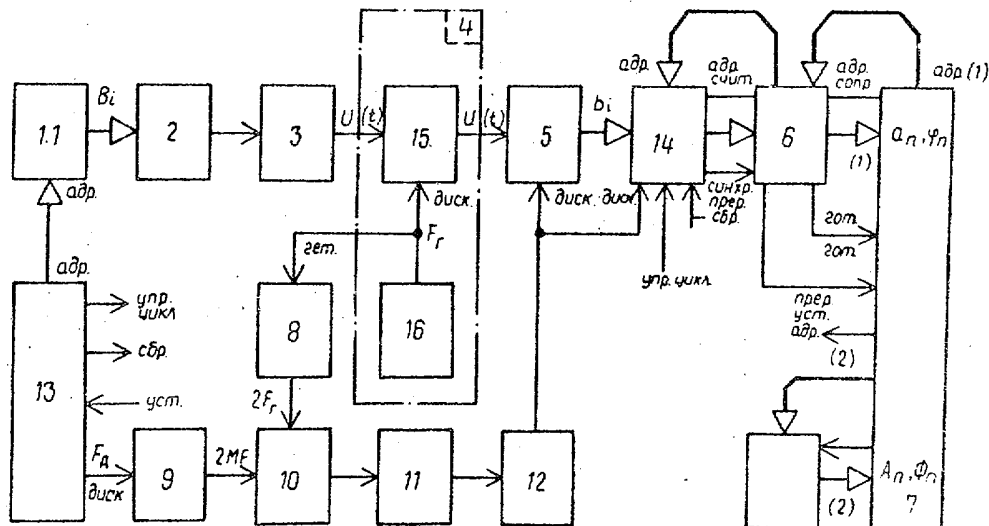 4
адр.
адр. счит.
адр. сопр
адр (1)
1.1
Bi
2
3
U (t)
15.
U (t)
5
bi
14
6
(1)
aп, φп
адр.
диск.
диск.
диск.
синхр.
прер.
сбр.
гот.
гот.
адр.
гет.
Fг
упр. цикл
упр. цикл
8
16
прер
уст.
адр.
(2)
сбр.
13
2Fг
уст.
Fд
диск
9
2MF
10
11
12
Aп, Фп
(2)
7